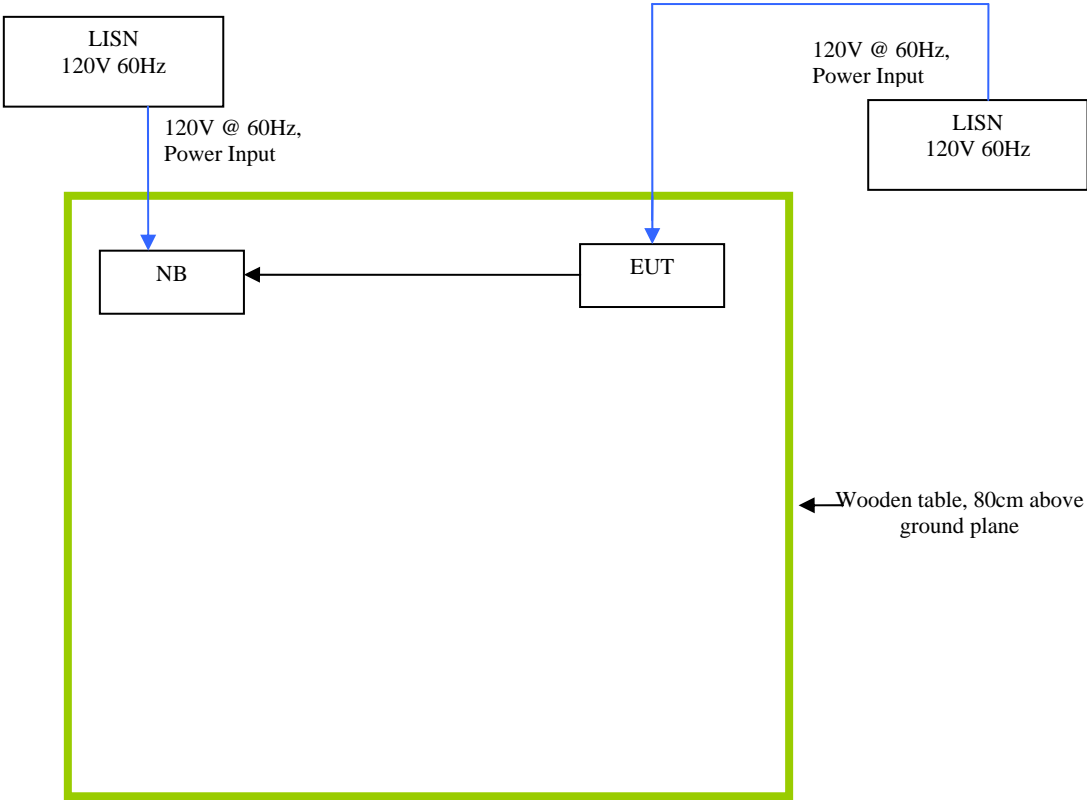 LISN
120V 60Hz
120V @ 60Hz,
Power Input
120V @ 60Hz,
Power Input
LISN
120V 60Hz
NB
EUT
Wooden table, 80cm above
ground plane